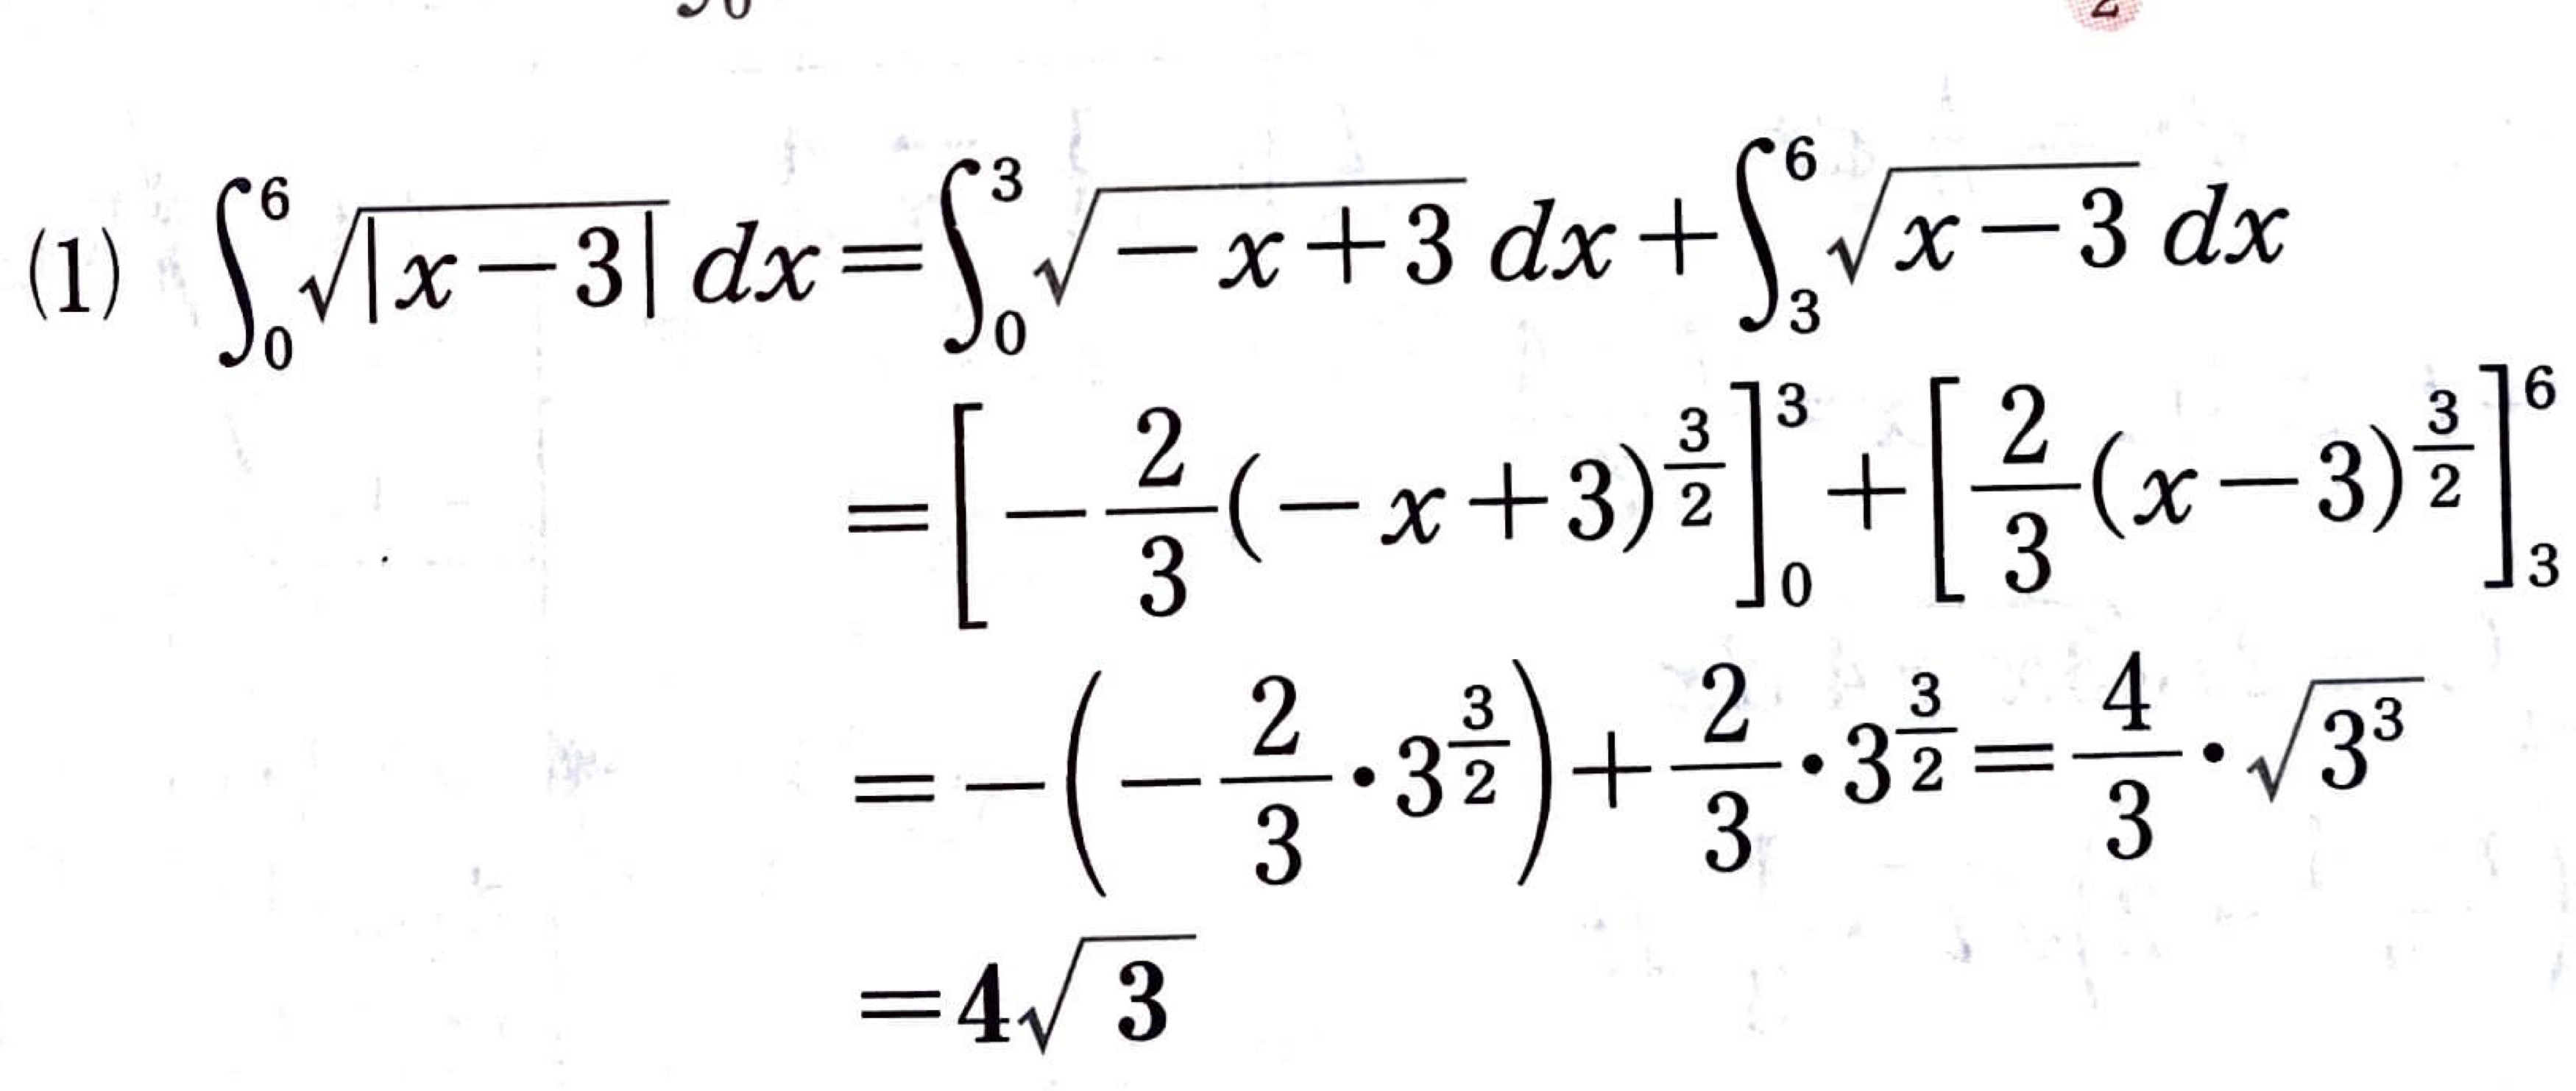 (1) ∫₀⁶ √|x−3| dx = ∫₀³ √(−x+3) dx + ∫₃⁶ √(x−3) dx
= [−2/3(−x+3)^(3/2)]₀³ + [2/3(x−3)^(3/2)]₃⁶
= −(−2/3·3^(3/2)) + 2/3·3^(3/2) = 4/3·√(3³)
= 4√3